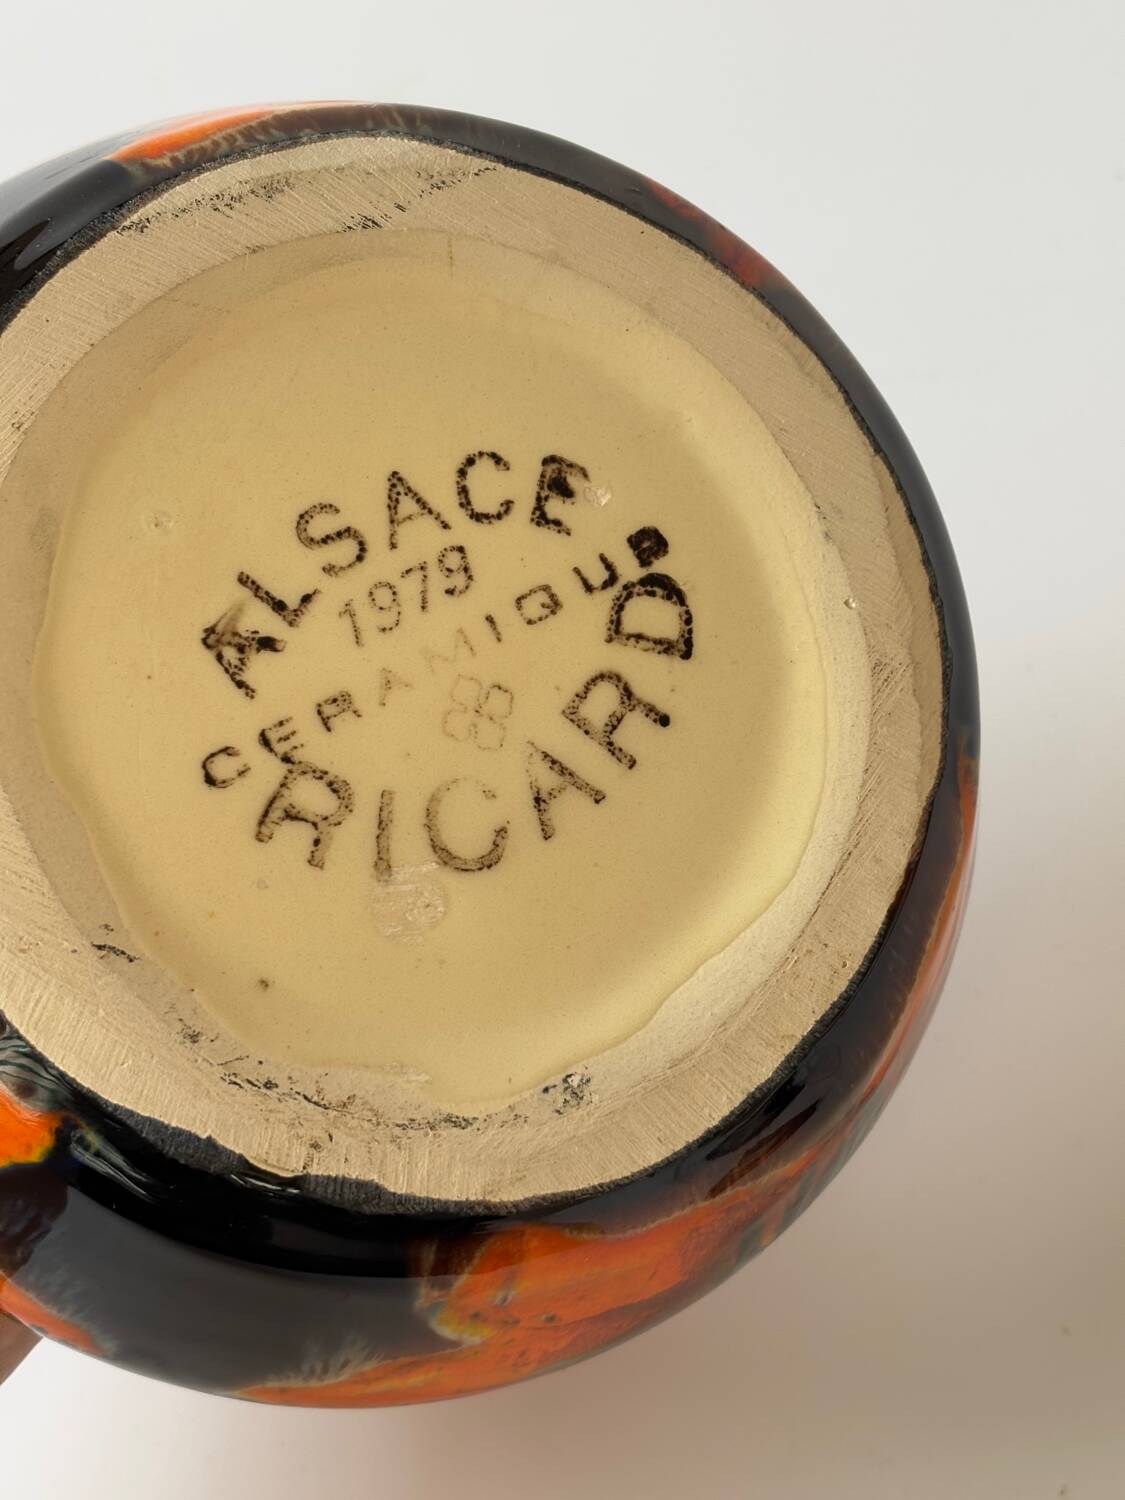 ALSACE
1979
CERAMIQUE
RICARD